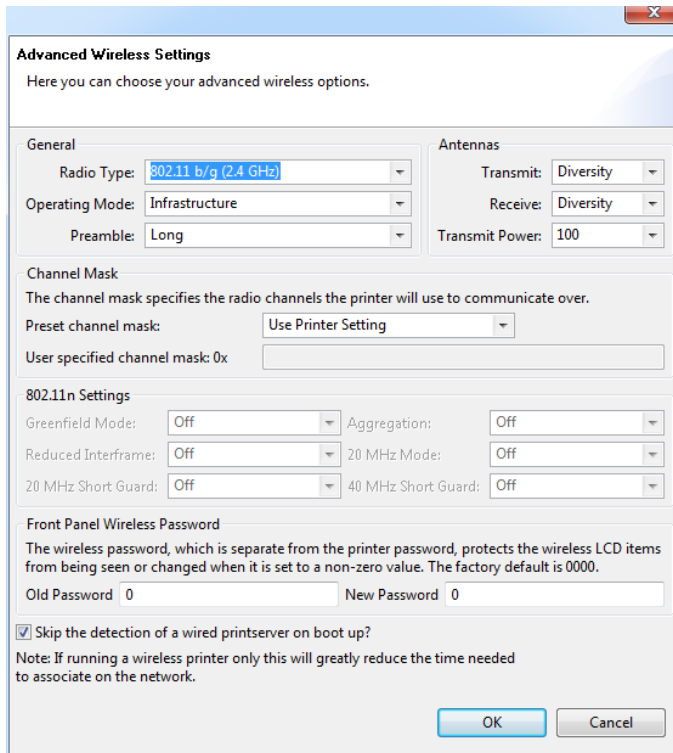 Advanced Wireless Settings
Here you can choose your advanced wireless options.
General
Radio Type: 802.11 b/g (2.4 GHz)
Operating Mode: Infrastructure
Preamble: Long
Antennas
Transmit: Diversity
Receive: Diversity
Transmit Power: 100
Channel Mask
The channel mask specifies the radio channels the printer will use to communicate over.
Preset channel mask: Use Printer Setting
User specified channel mask: 0x
802.11n Settings
Greenfield Mode: Off Aggregation: Off
Reduced Interframe: Off 20 MHz Mode: Off
20 MHz Short Guard: Off 40 MHz Short Guard: Off
Front Panel Wireless Password
The wireless password, which is separate from the printer password, protects the wireless LCD items
from being seen or changed when it is set to a non-zero value. The factory default is 0000.
Old Password 0 New Password 0
Skip the detection of a wired printserver on boot up?
Note: If running a wireless printer only this will greatly reduce the time needed
to associate on the network.
OK Cancel